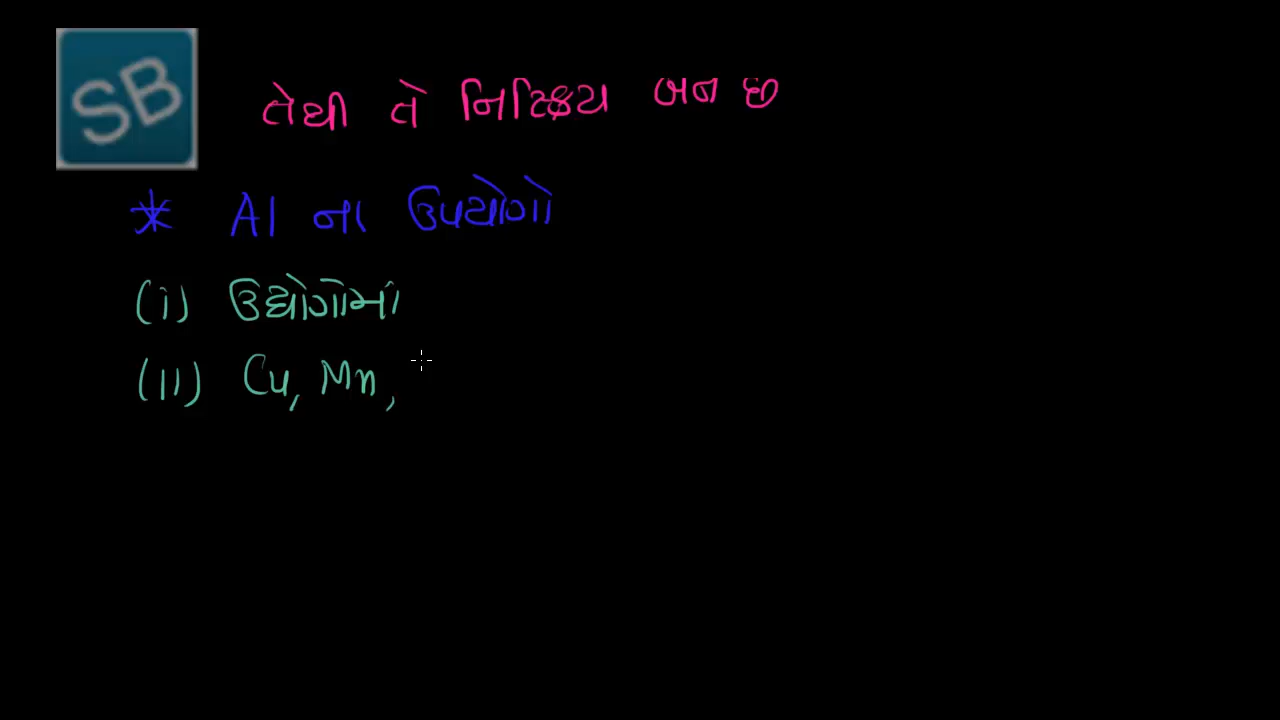 SB
તેથી તે નિષ્ક્રિય બને છે
* Al ના ઉપયોગો
(i) ઉદ્યોગોમાં
(ii) Cu, Mn,